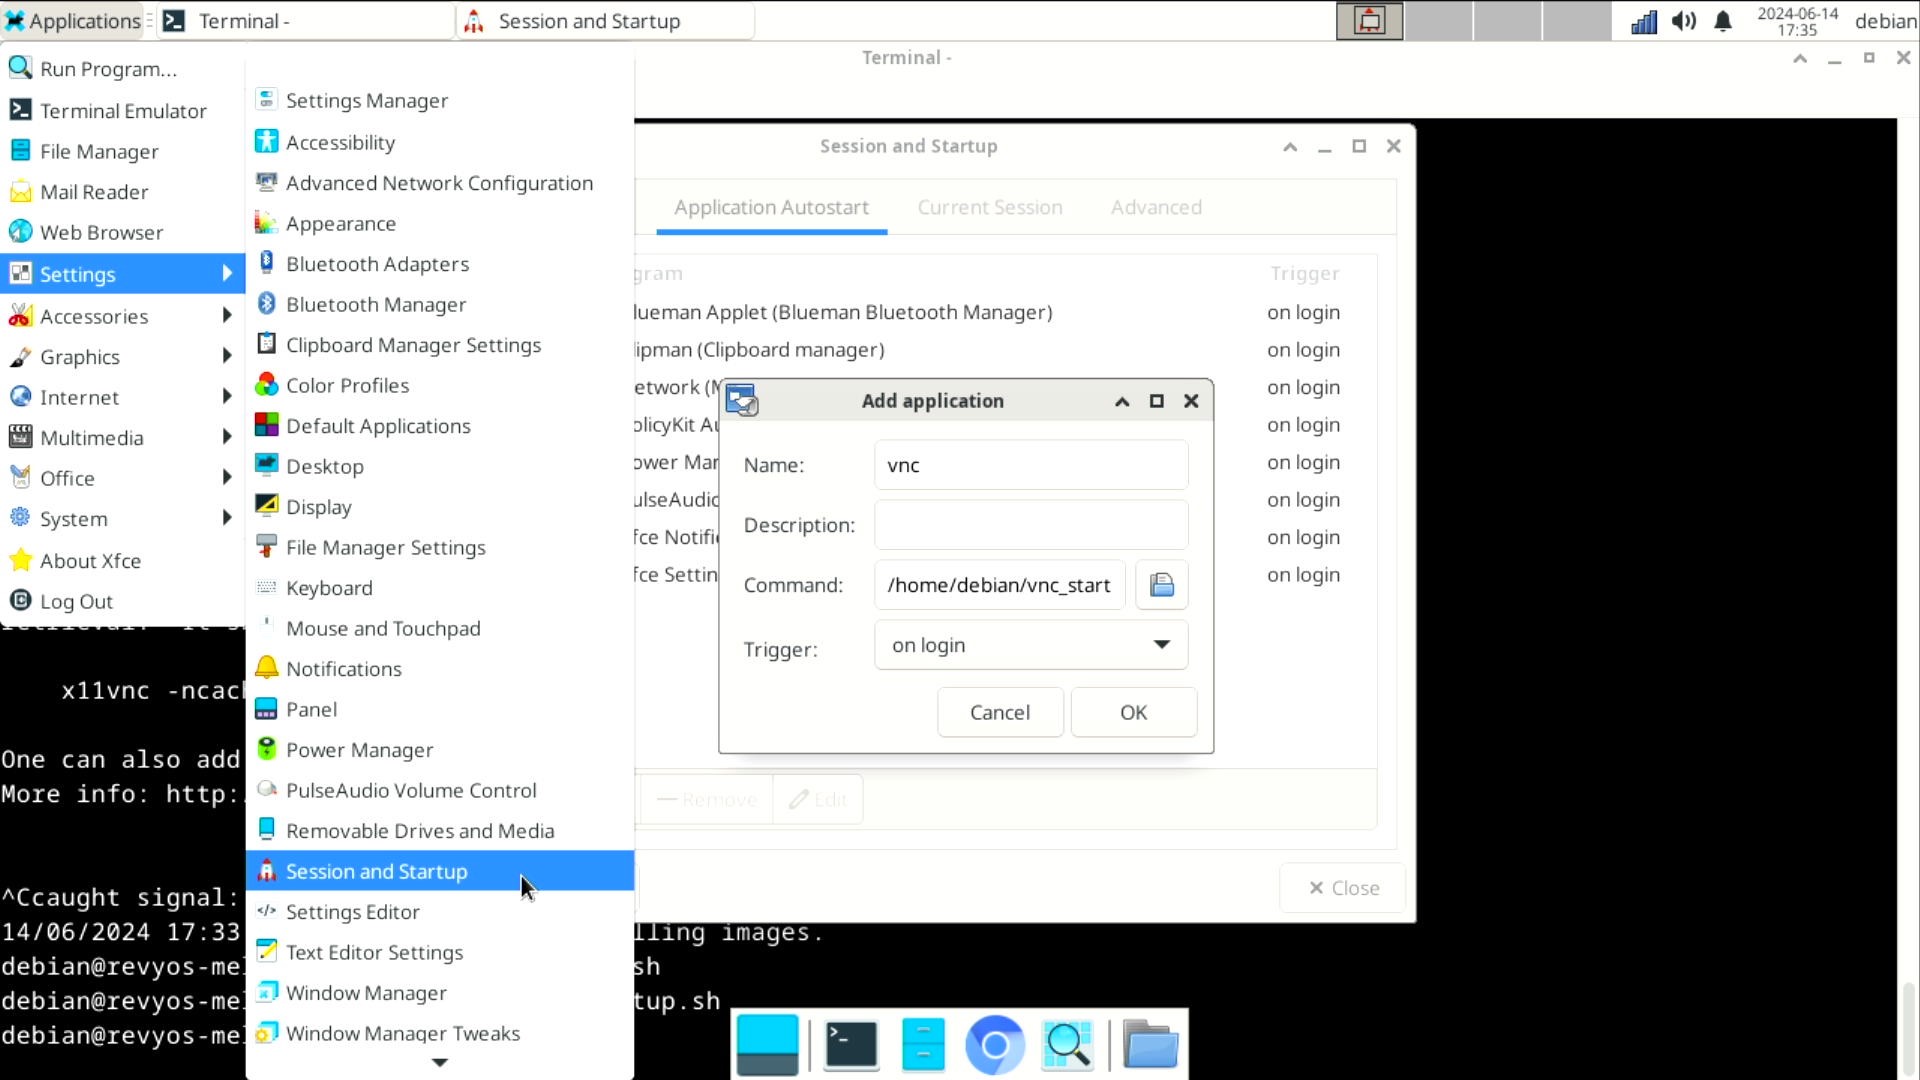 Applications
Terminal -
Session and Startup
2024-06-14
17:35
debian
Terminal -
Run Program...
Terminal Emulator
File Manager
Mail Reader
Web Browser
Settings
Accessories
Graphics
Internet
Multimedia
Office
System
About Xfce
Log Out
Settings Manager
Accessibility
Advanced Network Configuration
Appearance
Bluetooth Adapters
Bluetooth Manager
Clipboard Manager Settings
Color Profiles
Default Applications
Desktop
Display
File Manager Settings
Keyboard
Mouse and Touchpad
Notifications
Panel
Power Manager
PulseAudio Volume Control
Removable Drives and Media
Session and Startup
Settings Editor
Text Editor Settings
Window Manager
Window Manager Tweaks
Session and Startup
Application Autostart Current Session Advanced
gram Trigger
lueman Applet (Blueman Bluetooth Manager) on login
lipman (Clipboard manager) on login
etwork ( on login
olicyKit Au on login
ower Mar on login
ulseAudio on login
fce Notifi on login
fce Settin on login
Remove Edit
Close
Add application
Name: vnc
Description:
Command: /home/debian/vnc_start
Trigger: on login
Cancel OK
x11vnc -ncach
One can also add
More info: http:
^Ccaught signal:
14/06/2024 17:33 lling images.
debian@revyos-me sh
debian@revyos-me tup.sh
debian@revyos-me